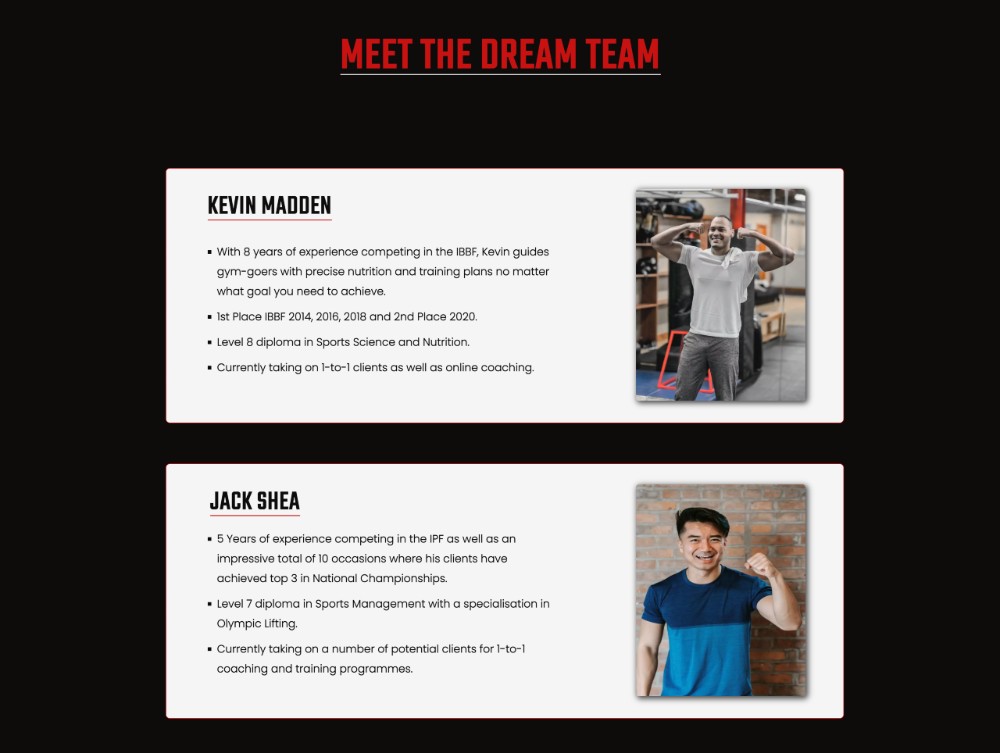 MEET THE DREAM TEAM
KEVIN MADDEN
▪ With 8 years of experience competing in the IBBF, Kevin guides
gym-goers with precise nutrition and training plans no matter
what goal you need to achieve.
▪ 1st Place IBBF 2014, 2016, 2018 and 2nd Place 2020.
▪ Level 8 diploma in Sports Science and Nutrition.
▪ Currently taking on 1-to-1 clients as well as online coaching.
JACK SHEA
▪ 5 Years of experience competing in the IPF as well as an
impressive total of 10 occasions where his clients have
achieved top 3 in National Championships.
▪ Level 7 diploma in Sports Management with a specialisation in
Olympic Lifting.
▪ Currently taking on a number of potential clients for 1-to-1
coaching and training programmes.